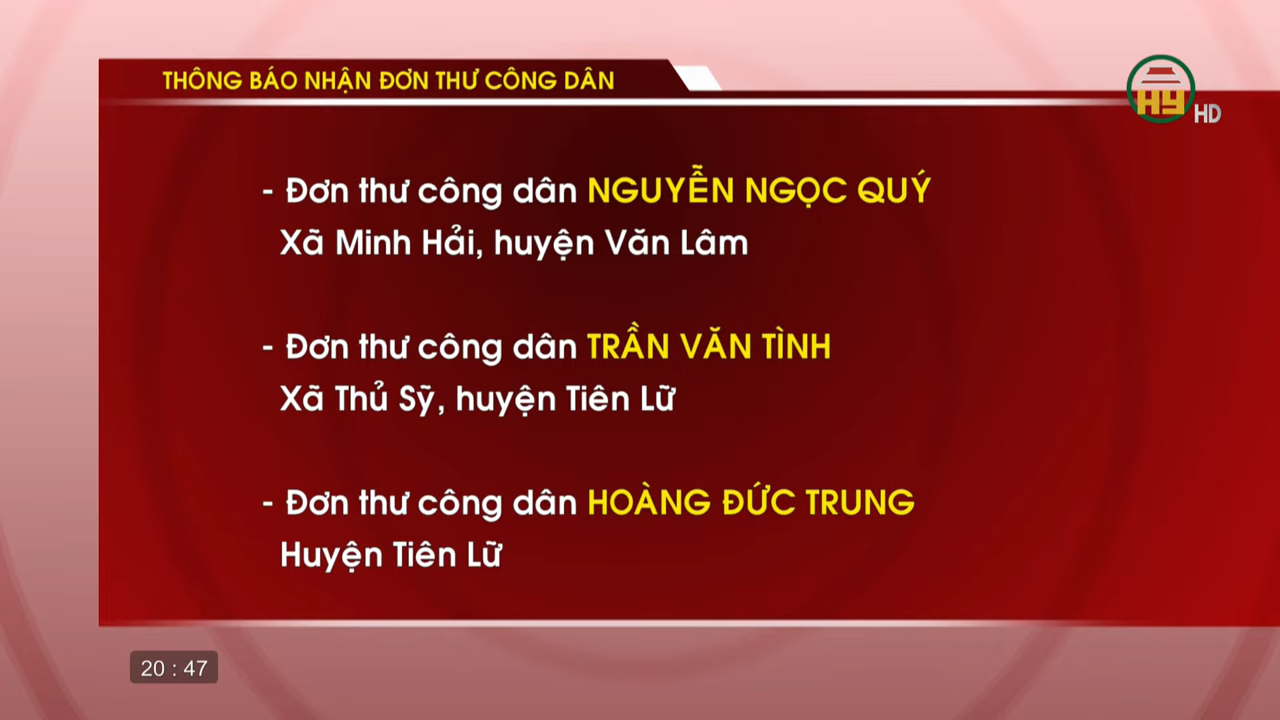 THÔNG BÁO NHẬN ĐƠN THƯ CÔNG DÂN
HY HD
- Đơn thư công dân NGUYỄN NGỌC QUÝ
Xã Minh Hải, huyện Văn Lâm
- Đơn thư công dân TRẦN VĂN TÌNH
Xã Thủ Sỹ, huyện Tiên Lữ
- Đơn thư công dân HOÀNG ĐỨC TRUNG
Huyện Tiên Lữ
20 : 47